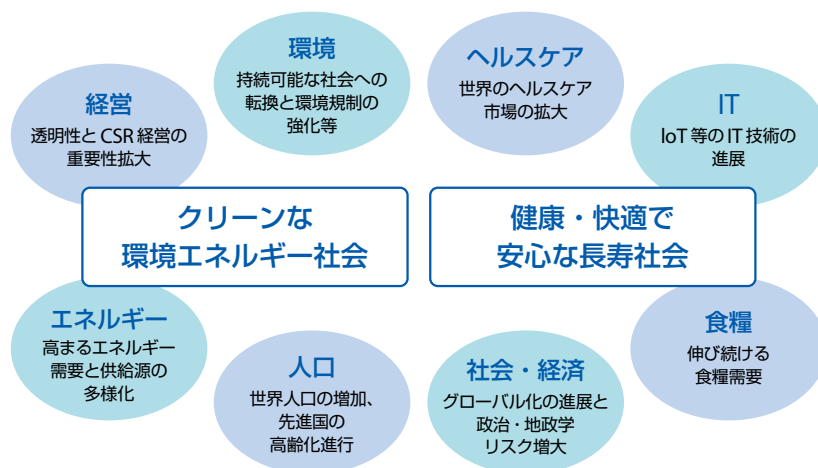 環境
持続可能な社会への
転換と環境規制の
強化等
ヘルスケア
世界のヘルスケア
市場の拡大
経営
透明性とCSR経営の
重要性拡大
IT
IoT等のIT技術の
進展
クリーンな
環境エネルギー社会
健康・快適で
安心な長寿社会
エネルギー
高まるエネルギー
需要と供給源の
多様化
人口
世界人口の増加、
先進国の
高齢化進行
社会・経済
グローバル化の進展と
政治・地政学
リスク増大
食糧
伸び続ける
食糧需要